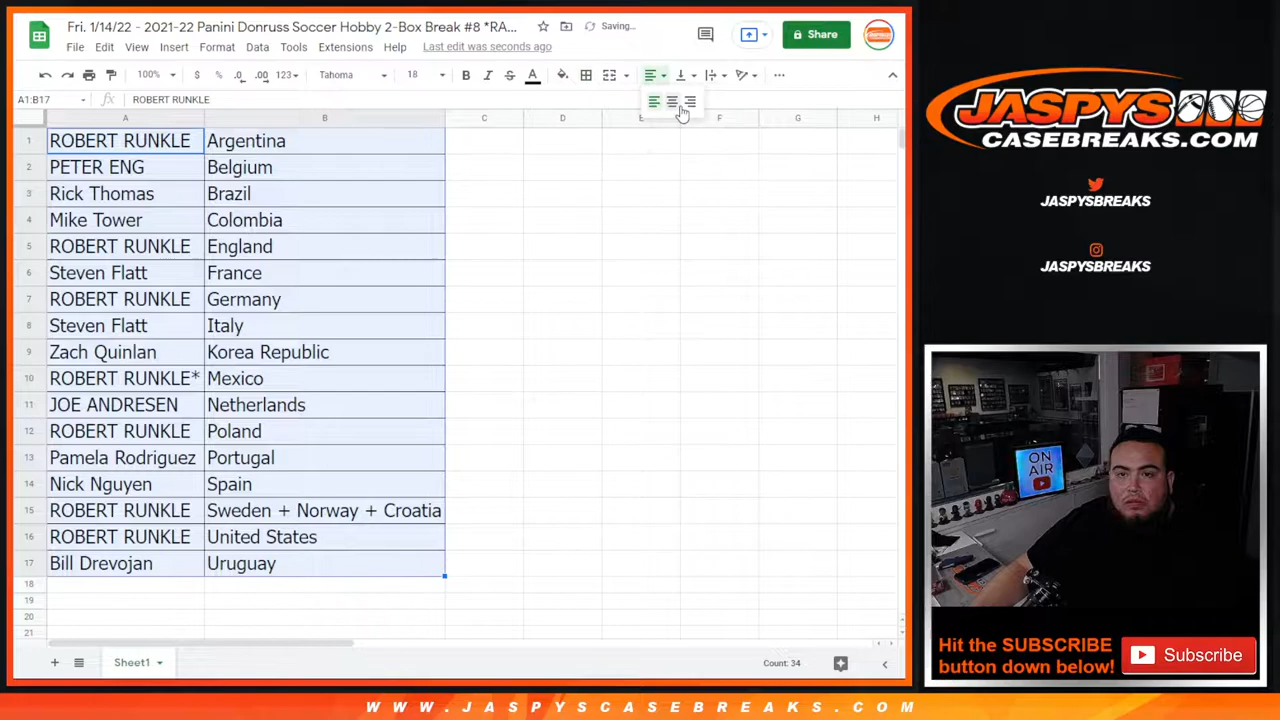 Fri. 1/14/22 - 2021-22 Panini Donruss Soccer Hobby 2-Box Break #8 *RA...
Saving...
Share
File Edit View Insert Format Data Tools Extensions Help Last edit was seconds ago
100% $ % .0 .00 123 Tahoma 18 B I S A
A1:B17 fx ROBERT RUNKLE
A B C D E F G H
1 ROBERT RUNKLE Argentina
2 PETER ENG Belgium
3 Rick Thomas Brazil
4 Mike Tower Colombia
5 ROBERT RUNKLE England
6 Steven Flatt France
7 ROBERT RUNKLE Germany
8 Steven Flatt Italy
9 Zach Quinlan Korea Republic
10 ROBERT RUNKLE* Mexico
11 JOE ANDRESEN Netherlands
12 ROBERT RUNKLE Poland
13 Pamela Rodriguez Portugal
14 Nick Nguyen Spain
15 ROBERT RUNKLE Sweden + Norway + Croatia
16 ROBERT RUNKLE United States
17 Bill Drevojan Uruguay
18
19
20
21
Sheet1
Count: 34
JASPYS
CASEBREAKS.COM
JASPYSBREAKS
JASPYSBREAKS
ON
AIR
Hit the SUBSCRIBE
button down below!
Subscribe
WWW.JASPYSCASEBREAKS.COM